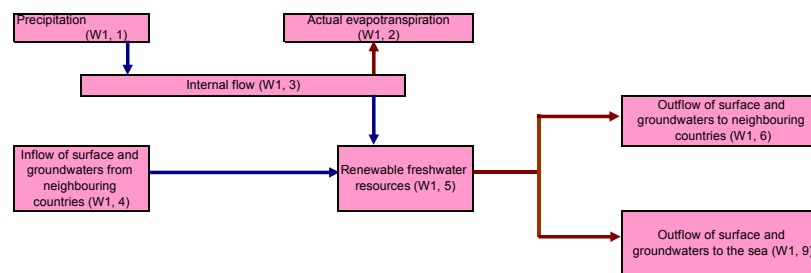 Precipitation
(W1, 1)
Actual evapotranspiration
(W1, 2)
Internal flow (W1, 3)
Outflow of surface and
groundwaters to neighbouring
countries (W1, 6)
Inflow of surface and
groundwaters from
neighbouring
countries (W1, 4)
Renewable freshwater
resources (W1, 5)
Outflow of surface and
groundwaters to the sea (W1, 9)